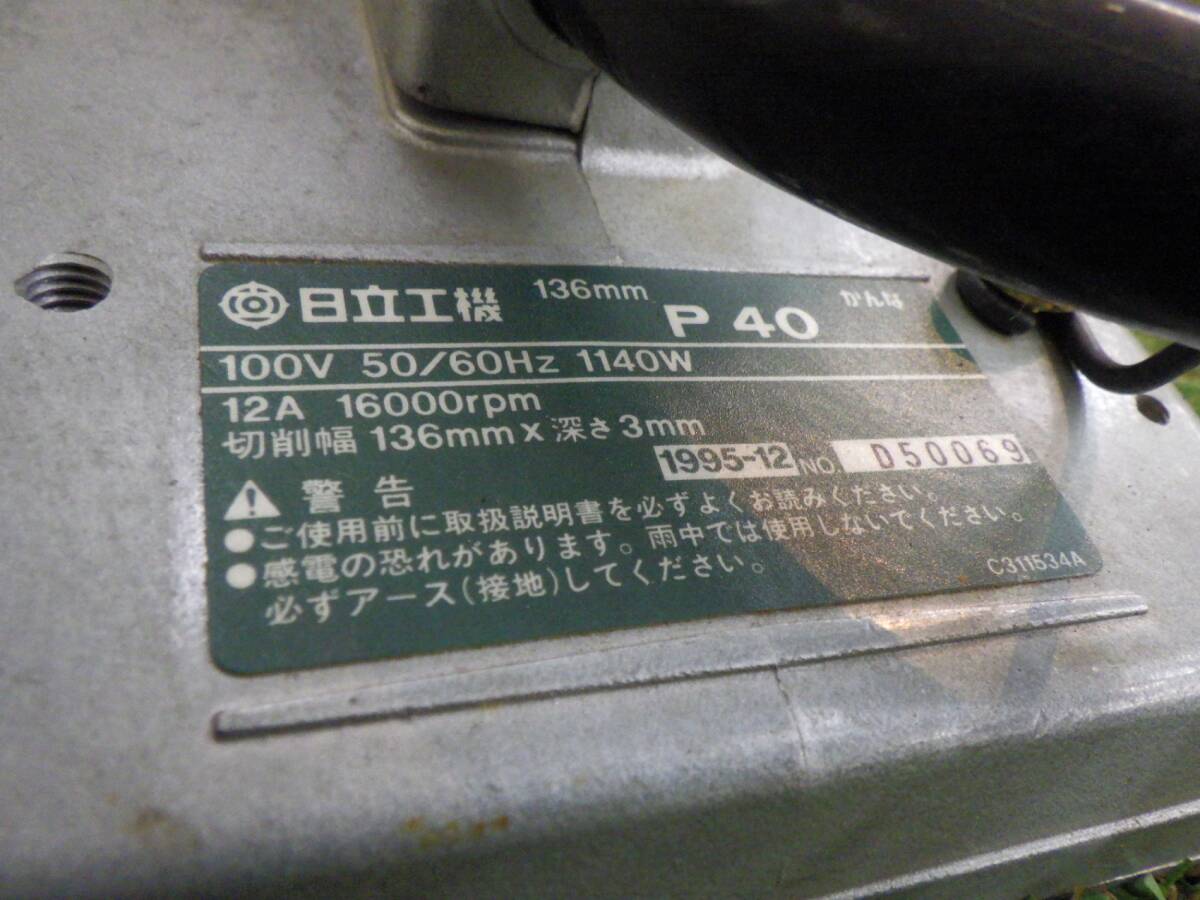 日立工機 136mm P 40 かんな
100V 50/60Hz 1140W
12A 16000rpm
切削幅 136mm x 深さ3mm
1995-12 NO. D50069
警告
●ご使用前に取扱説明書を必ずよくお読みください。
●感電の恐れがあります。雨中では使用しないでください。
必ずアース(接地)してください。
C311534A